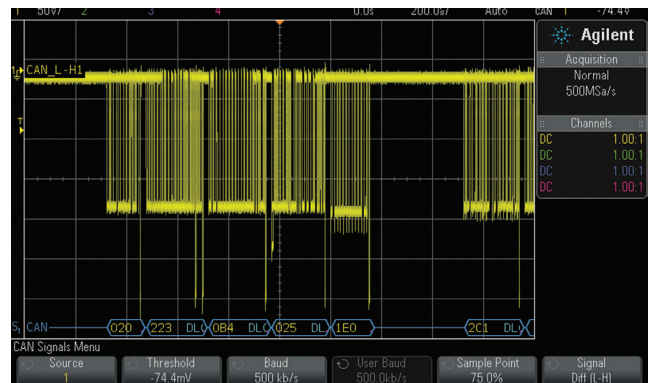 1 50V/ 2 3 4 0.0s 200.0s/ Auto CAN 1 -74.4V
Agilent
CAN_L-H1
Acquisition
Normal
500MSa/s
Channels
DC 1.00:1
DC 1.00:1
DC 1.00:1
DC 1.00:1
T
S1 CAN 020 223 DL 0B4 DL 025 DL 1E0 2C1 DL
CAN Signals Menu
Source Threshold Baud User Baud Sample Point Signal
1 -74.4mV 500 kb/s 500.0kb/s 75.0% Diff (L-H)